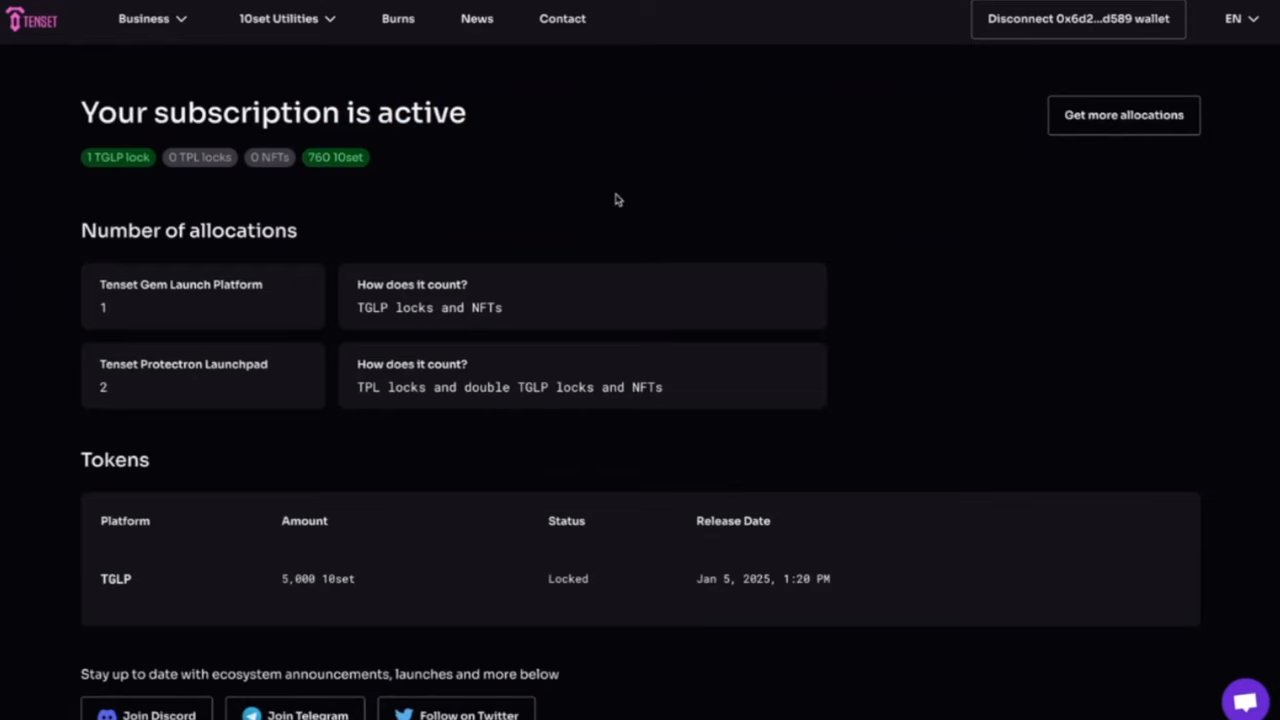 TENSET
Business
10set Utilities
Burns
News
Contact
Disconnect 0x6d2...d589 wallet
EN
Your subscription is active
Get more allocations
1 TGLP lock
0 TPL locks
0 NFTs
760 10set
Number of allocations
Tenset Gem Launch Platform
1
How does it count?
TGLP locks and NFTs
Tenset Protectron Launchpad
2
How does it count?
TPL locks and double TGLP locks and NFTs
Tokens
Platform Amount Status Release Date
TGLP 5,000 10set Locked Jan 5, 2025, 1:20 PM
Stay up to date with ecosystem announcements, launches and more below
Join Discord
Join Telegram
Follow on Twitter